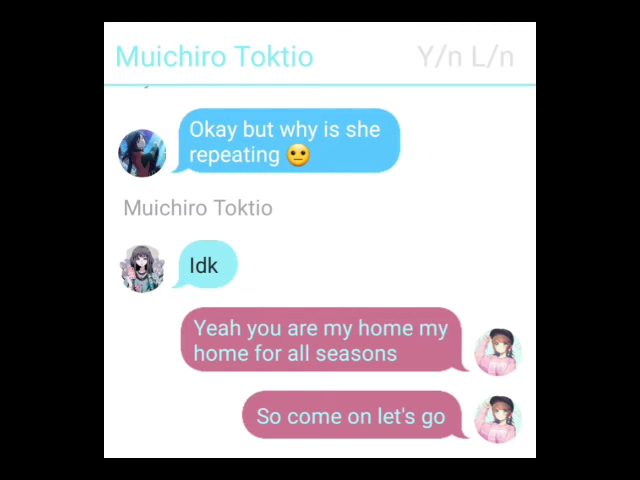 Muichiro Toktio Y/n L/n
Okay but why is she
repeating 😐
Muichiro Toktio
Idk
Yeah you are my home my
home for all seasons
So come on let's go